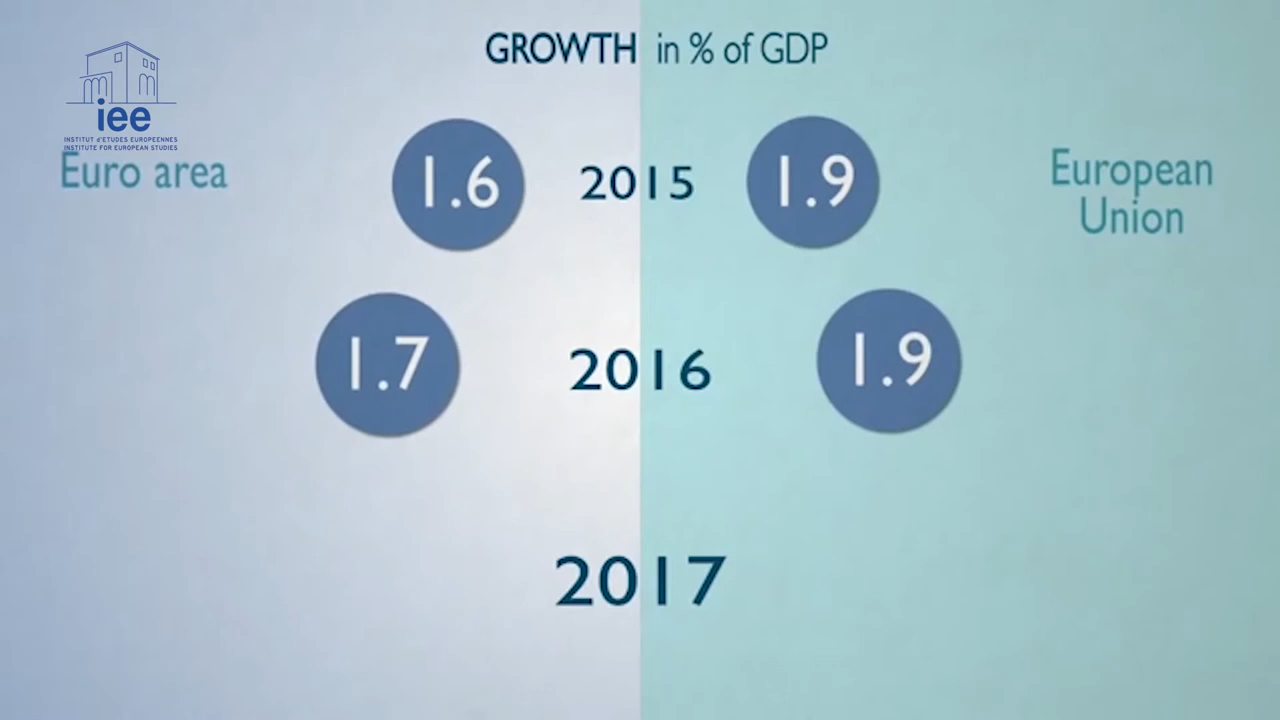 GROWTH in % of GDP
iee
INSTITUT d'ETUDES EUROPEENNES
INSTITUTE FOR EUROPEAN STUDIES
Euro area
1.6 2015 1.9
European
Union
1.7 2016 1.9
2017